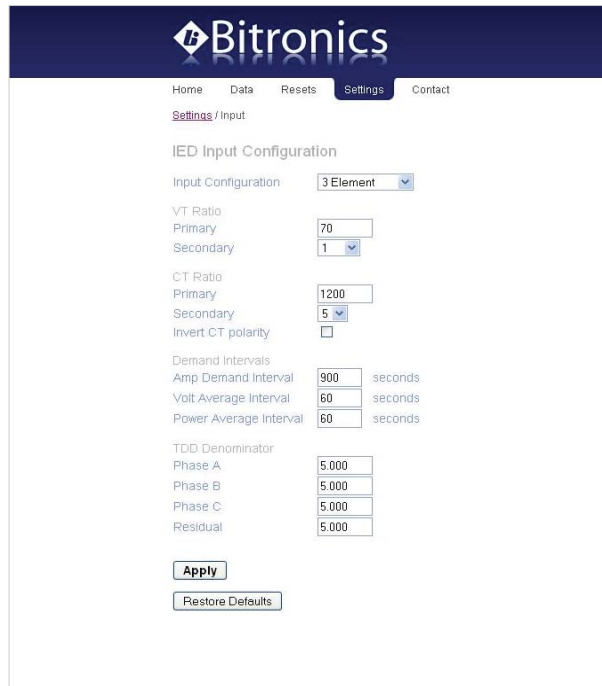 Bitronics
Home Data Resets Settings Contact
Settings / Input
IED Input Configuration
Input Configuration 3 Element
VT Ratio
Primary 70
Secondary 1
CT Ratio
Primary 1200
Secondary 5
Invert CT polarity
Demand Intervals
Amp Demand Interval 900 seconds
Volt Average Interval 60 seconds
Power Average Interval 60 seconds
TDD Denominator
Phase A 5.000
Phase B 5.000
Phase C 5.000
Residual 5.000
Apply
Restore Defaults